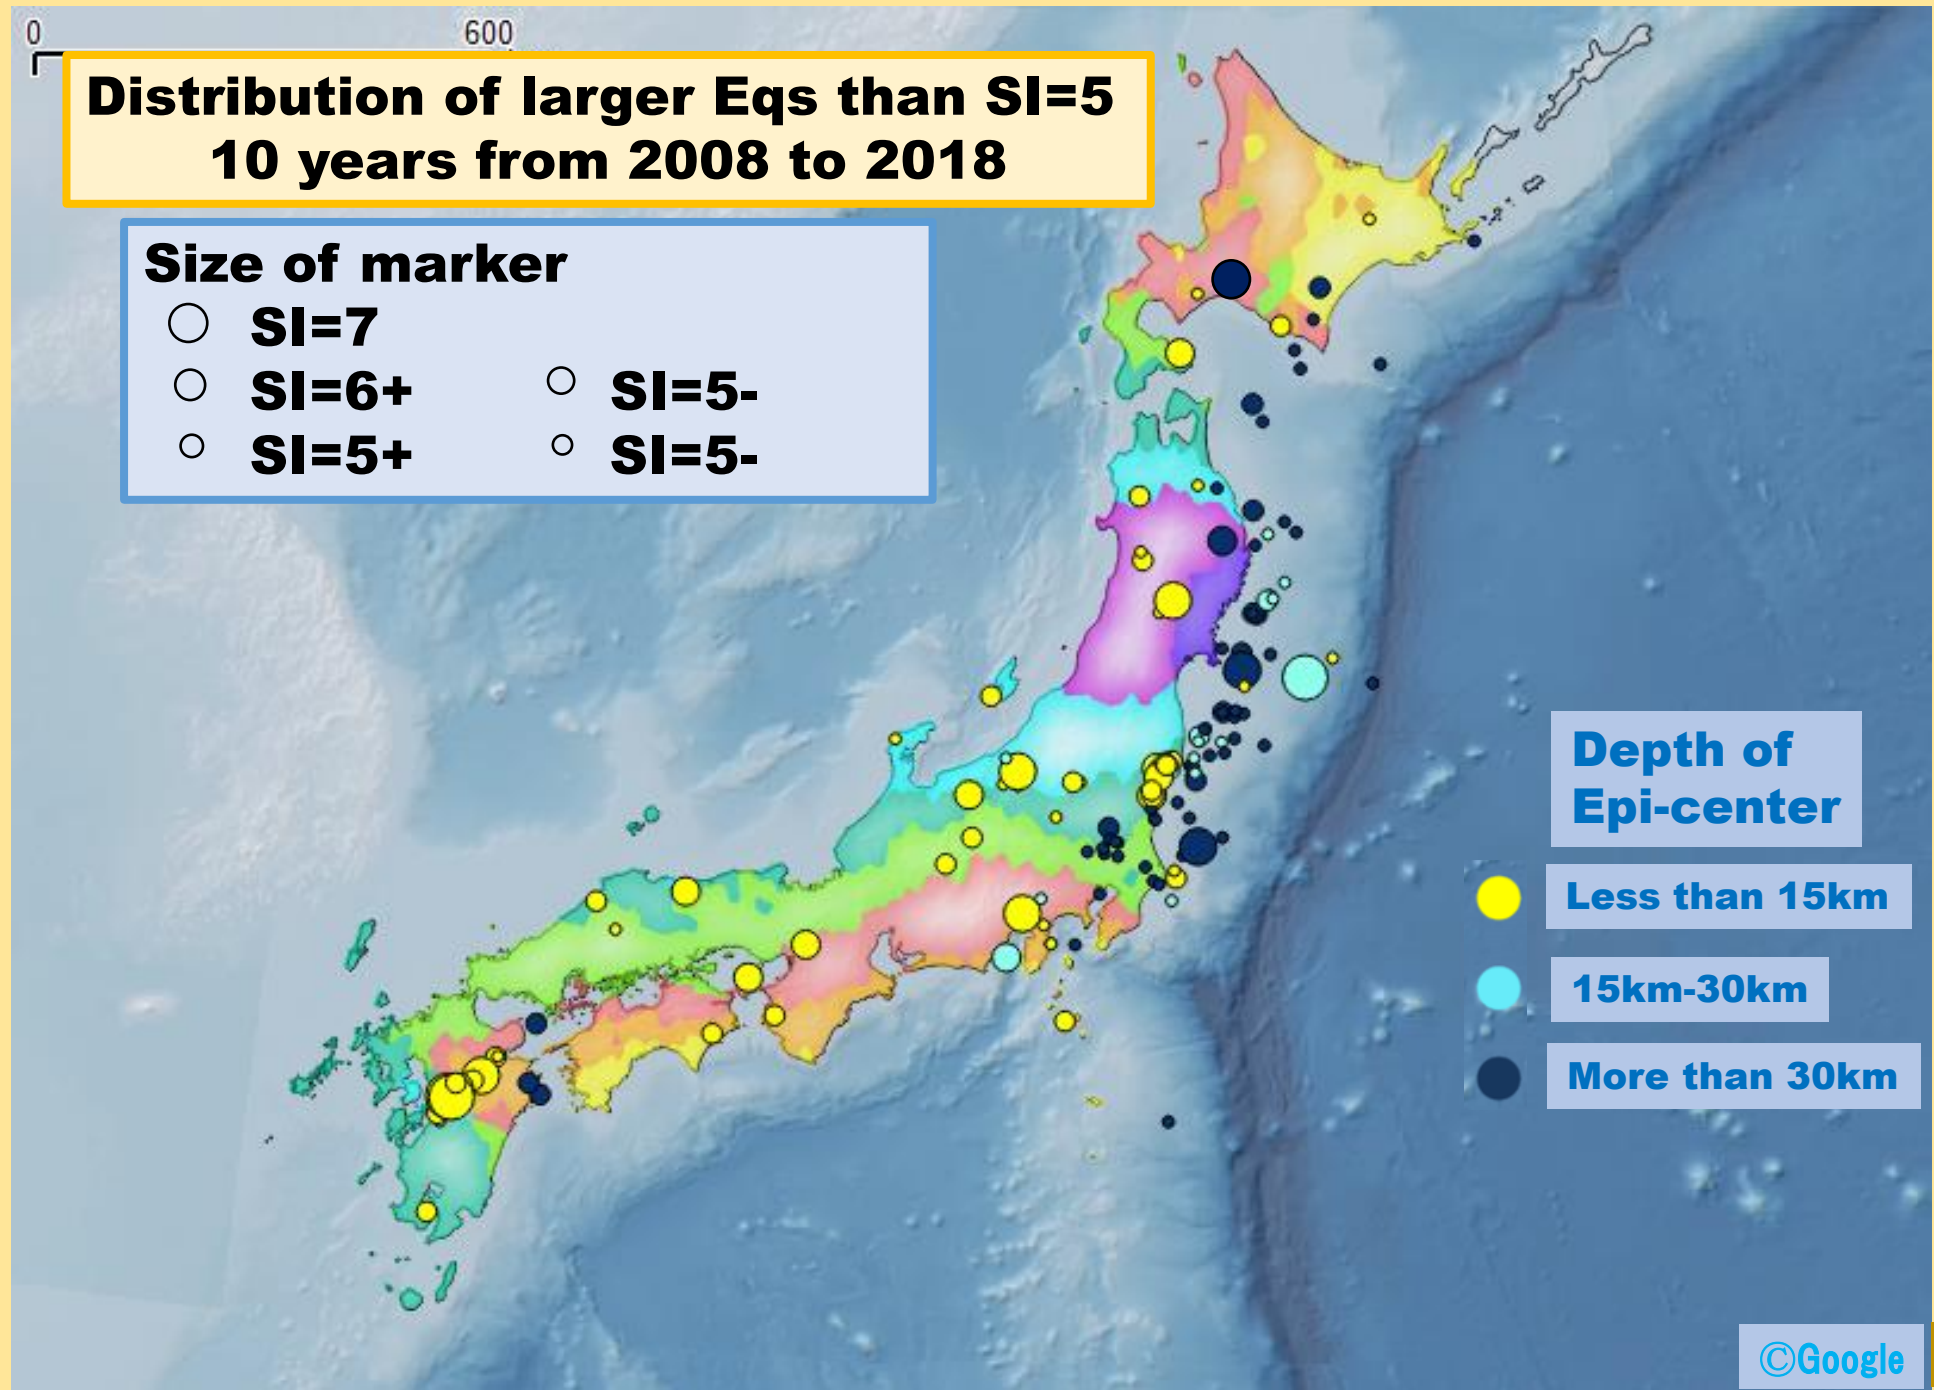 0 600
Distribution of larger Eqs than SI=5
10 years from 2008 to 2018
Size of marker
SI=7
SI=6+ SI=5-
SI=5+ SI=5-
Depth of
Epi-center
Less than 15km
15km-30km
More than 30km
©Google